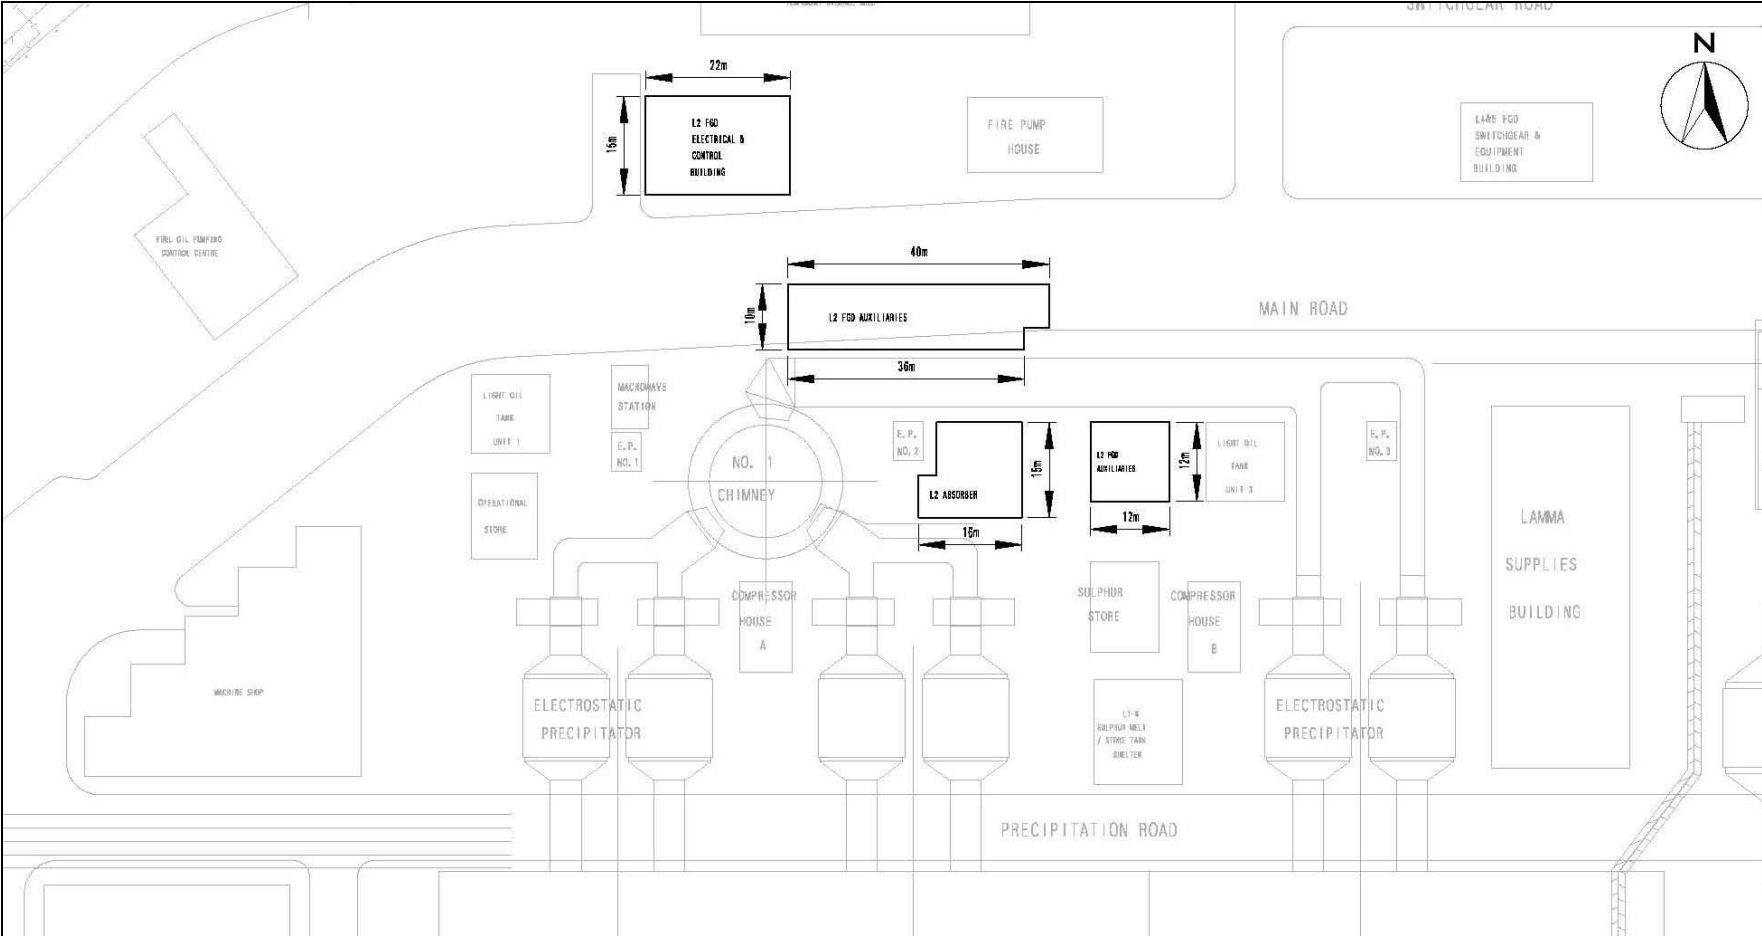 SWITCHGEAR ROAD
N
22m
15m
L2 FGD
ELECTRICAL &
CONTROL
BUILDING
FIRE PUMP
HOUSE
L4&5 FGD
SWITCHGEAR &
EQUIPMENT
BUILDING
FUEL OIL PUMPING
CONTROL CENTRE
40m
10m
L2 FGD AUXILIARIES
36m
MAIN ROAD
LIGHT OIL
TANK
UNIT 1
MACROWAVE
STATION
E.P.
NO.1
NO. 1
CHIMNEY
E.P.
NO.2
L2 ABSORBER
15m
16m
L2 FGD
AUXILIARIES
12m
12m
LIGHT OIL
TANK
UNIT 3
E.P.
NO.3
OPERATIONAL
STORE
LAMMA
SUPPLIES
BUILDING
COMPRESSOR
HOUSE
A
SULPHUR
STORE
COMPRESSOR
HOUSE
B
MACHINE SHOP
ELECTROSTATIC
PRECIPITATOR
SULPHUR MELT
/ STORE TANK
SHELTER
ELECTROSTATIC
PRECIPITATOR
PRECIPITATION ROAD